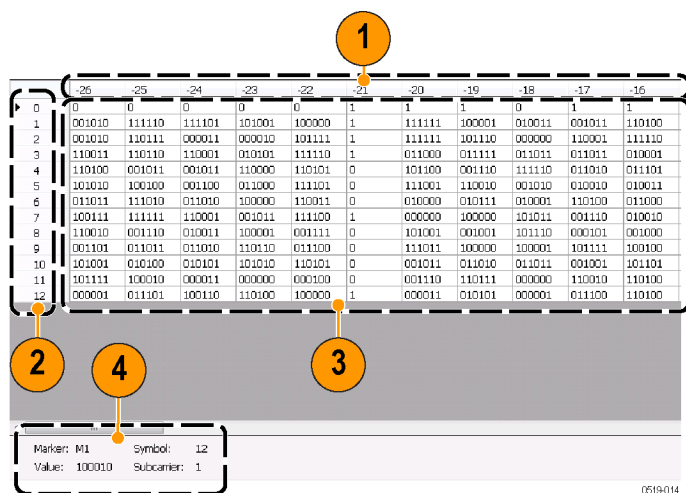 1
-26 -25 -24 -23 -22 -21 -20 -19 -18 -17 -16
0 0 0 0 0 0 1 1 1 0 1 1
1 001010 111110 111101 101001 100000 1 111111 100001 010011 001011 110100
2 001010 110111 000011 000010 101111 1 111111 101110 000000 110001 111110
3 110011 110110 110001 010101 111110 1 011000 011111 011011 011011 010001
4 110100 001011 001011 110000 110101 0 101100 001110 111110 011010 011101
5 101010 100100 001100 011000 111101 0 111001 110010 001010 010010 010011
6 011011 111010 011010 100000 110011 0 010000 010111 010001 110100 011000
7 100111 111111 110001 001011 111100 1 000000 100000 101011 001110 010010
8 110010 001110 010011 100001 001111 0 101001 001001 101110 000101 001000
9 001101 011011 011010 110110 011100 0 111011 100000 100001 101111 100100
10 101001 010100 010101 101010 110101 0 001011 011010 011011 001001 101101
11 101111 100010 000011 000000 000100 0 001110 110111 000000 110010 110100
12 000001 011101 100110 110100 100000 1 000011 010101 000001 011100 110100
2 4 3
Marker: M1 Symbol: 12
Value: 100010 Subcarrier: 1
0519-014